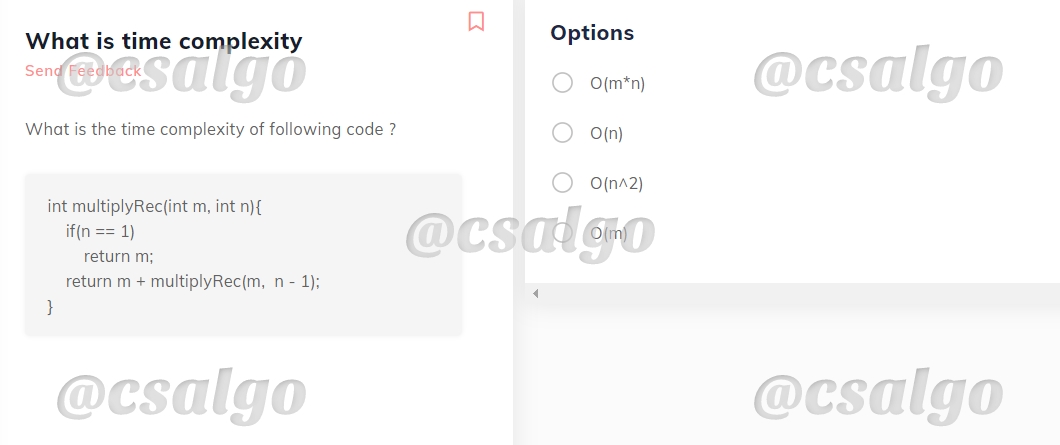 What is time complexity
Send Feedback
@csalgo
What is the time complexity of following code ?
int multiplyRec(int m, int n){
if(n == 1)
return m;
return m + multiplyRec(m,  n - 1);
}
@csalgo
Options
@csalgo
O(m*n)
O(n)
O(n^2)
@csalgo
O(m)
@csalgo